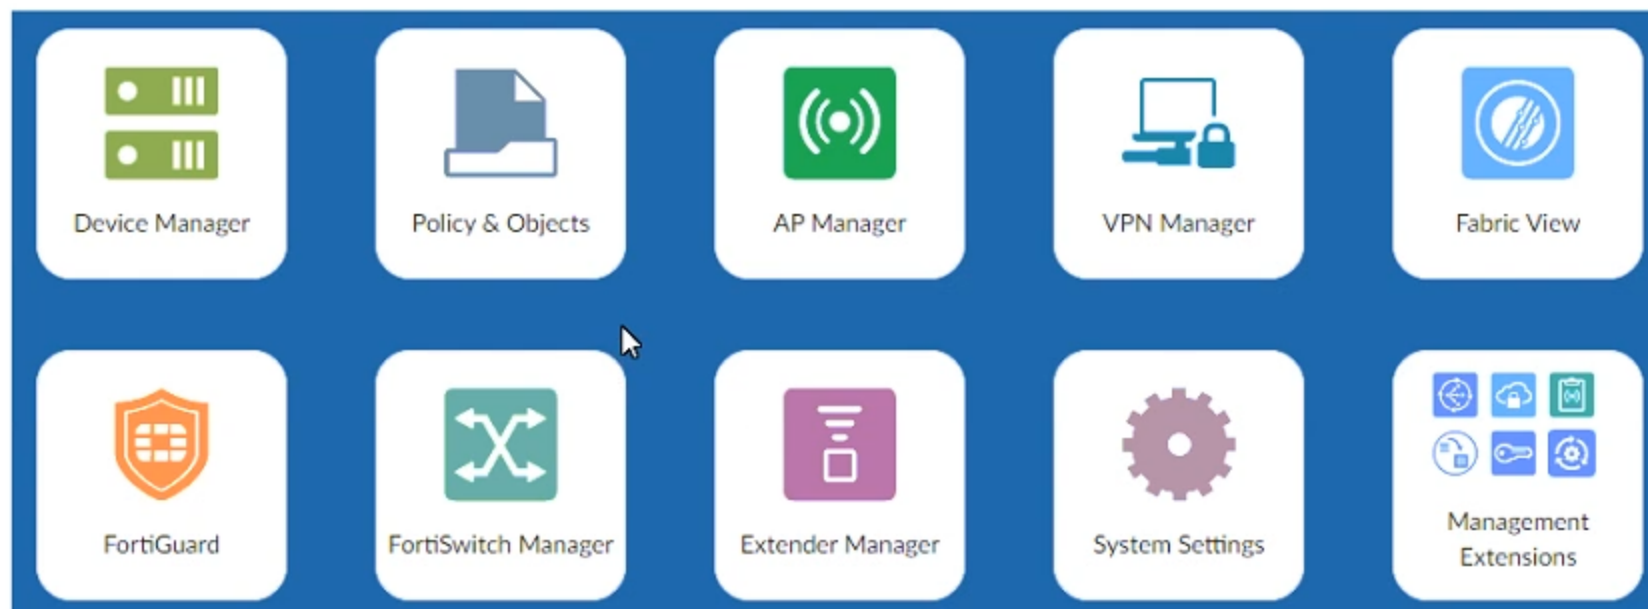 Device Manager
Policy & Objects
AP Manager
VPN Manager
Fabric View
FortiGuard
FortiSwitch Manager
Extender Manager
System Settings
Management
Extensions